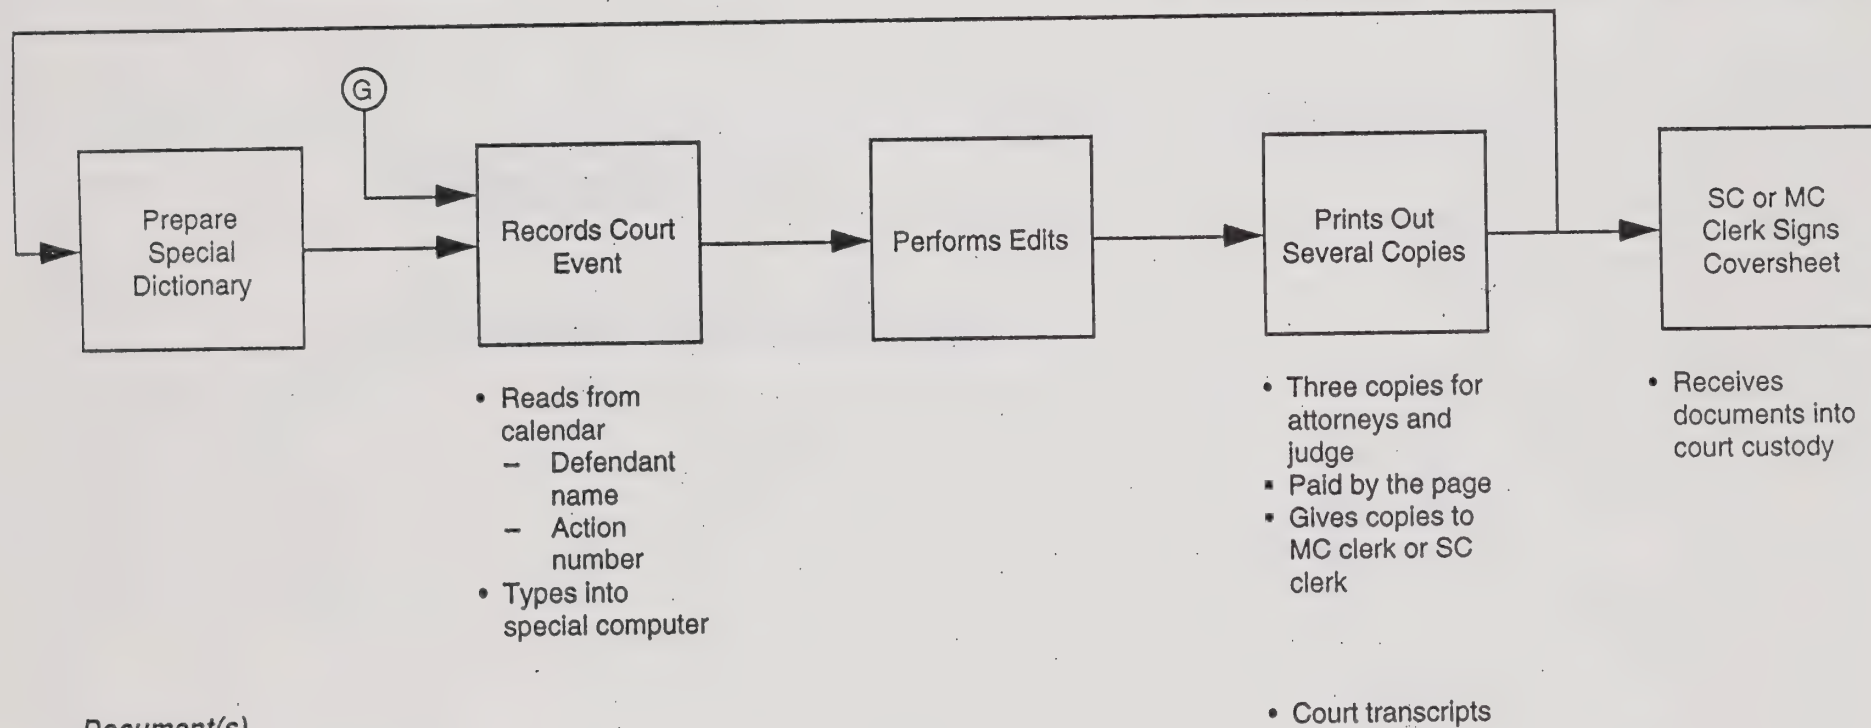 G
Prepare
Special
Dictionary
Records Court
Event
Performs Edits
Prints Out
Several Copies
SC or MC
Clerk Signs
Coversheet
• Reads from
calendar
– Defendant
name
– Action
number
• Types into
special computer
• Three copies for
attorneys and
judge
▪ Paid by the page
▪ Gives copies to
MC clerk or SC
clerk
• Receives
documents into
court custody
Document(s)
• Court transcripts